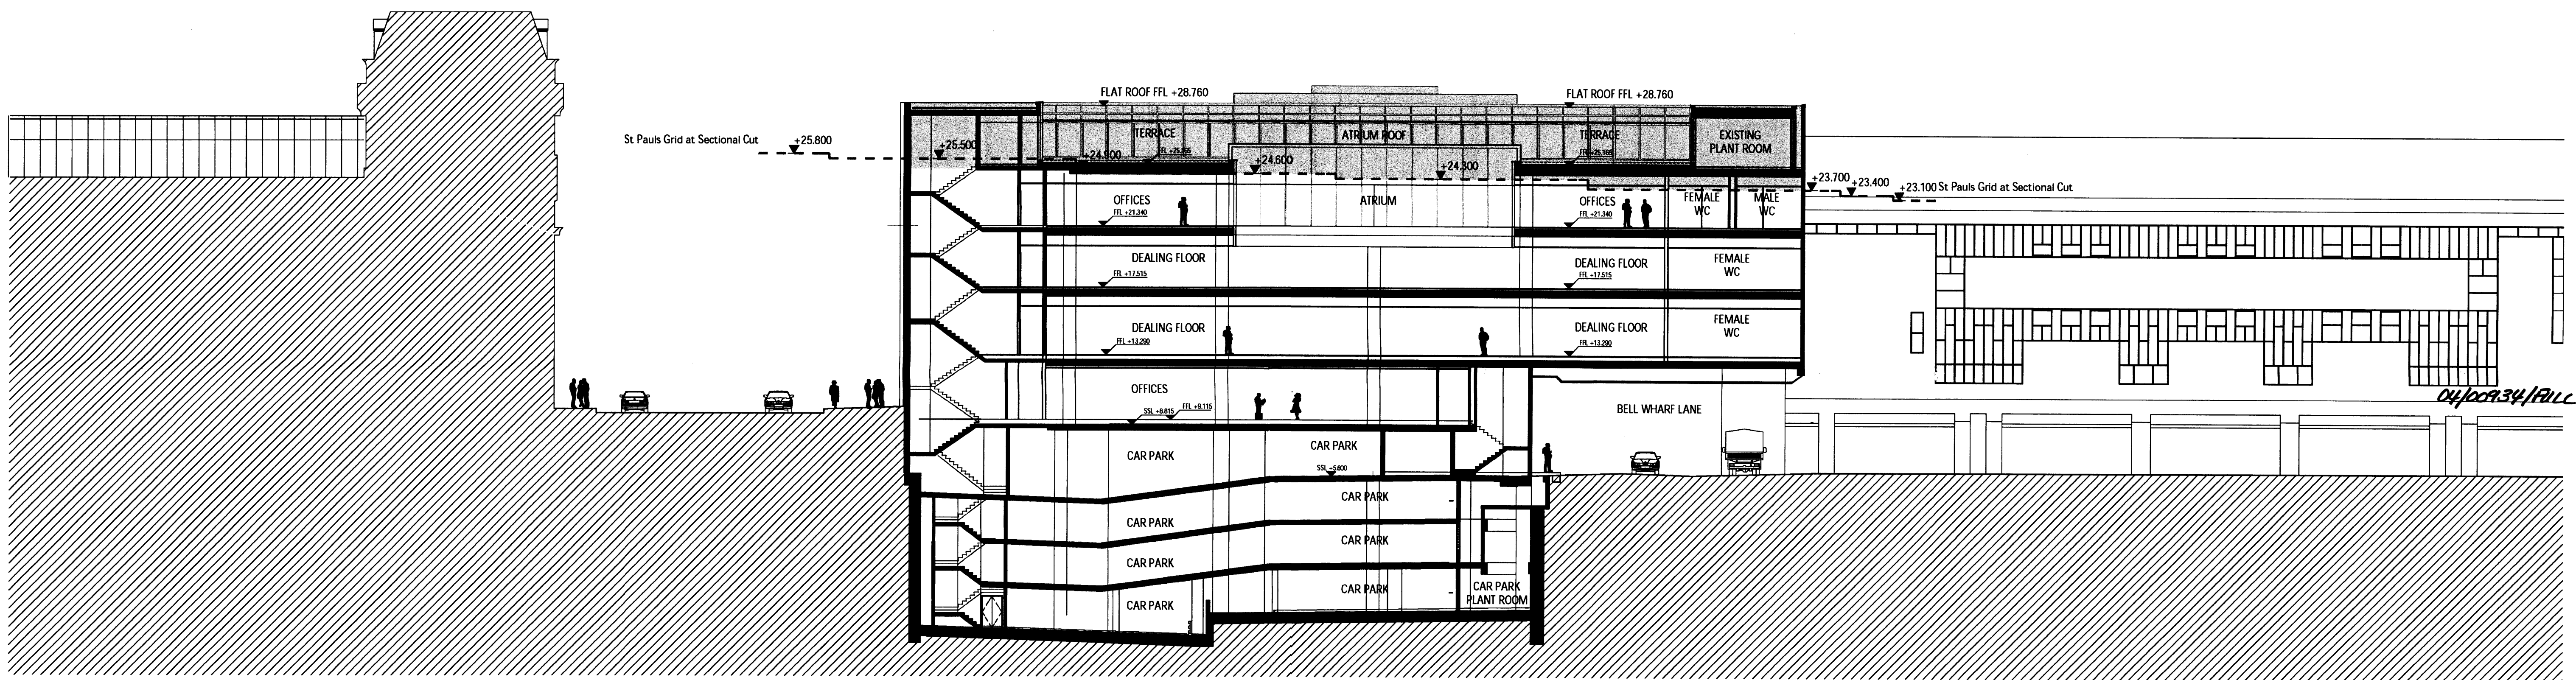 FLAT ROOF FFL +28.760
FLAT ROOF FFL +28.760
St Pauls Grid at Sectional Cut
+25.800
+25.500
TERRACE
ATRIUM ROOF
TERRACE
EXISTING
PLANT ROOM
+24.900
+24.600
+24.300
+23.700
+23.400
+23.100
St Pauls Grid at Sectional Cut
OFFICES
FFL +21.340
ATRIUM
OFFICES
FFL +21.340
FEMALE
WC
MALE
WC
DEALING FLOOR
FFL +17.515
DEALING FLOOR
FFL +17.515
FEMALE
WC
DEALING FLOOR
FFL +13.290
DEALING FLOOR
FFL +13.290
FEMALE
WC
OFFICES
SSL +8.815
FFL +9.115
BELL WHARF LANE
CAR PARK
CAR PARK
SSL +5.600
CAR PARK
CAR PARK
CAR PARK
CAR PARK
CAR PARK
CAR PARK
CAR PARK
PLANT ROOM